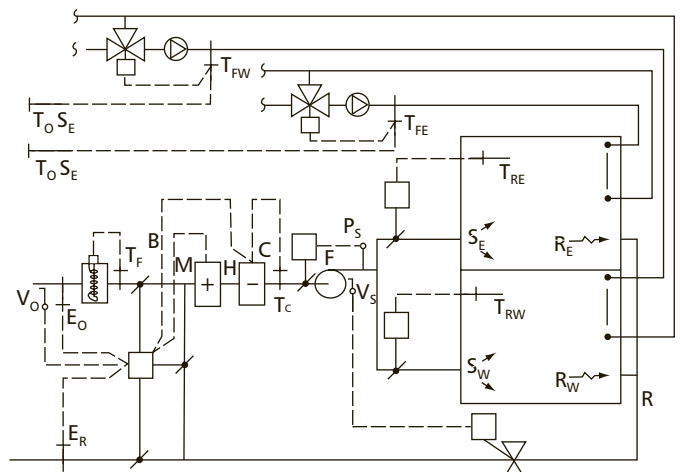 T_FW
T_O S_E
T_FE
T_O S_E
T_RE
P_S
B
C
F
S_E
R_E
T_F
M
H
+
−
V_O
T_C
V_S
E_O
T_RW
S_W
R_W
R
E_R